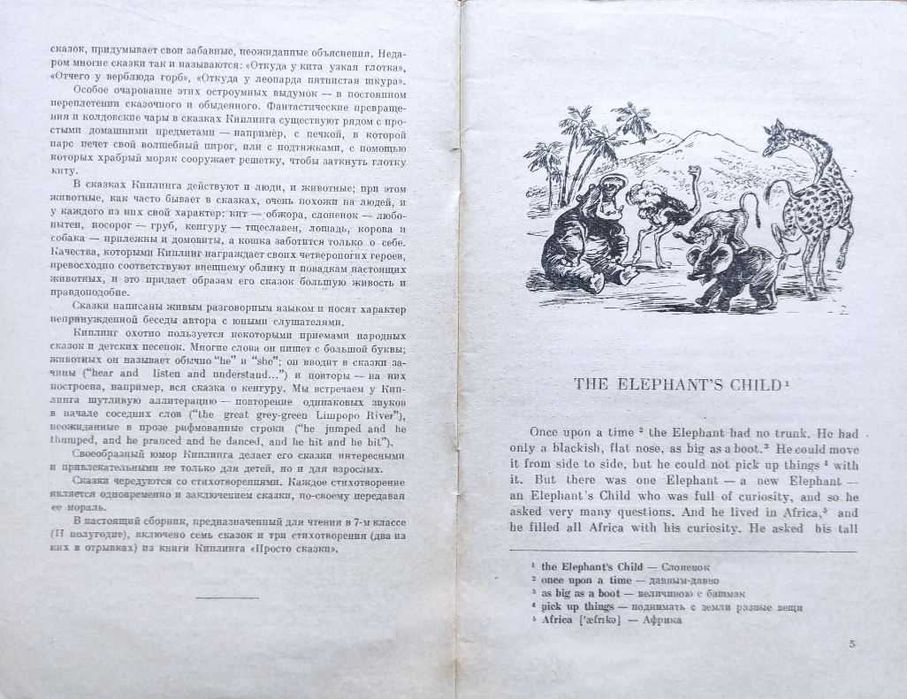 сказок, придумывает свои забавные, неожиданные объяснения. Неда-
ром многие сказки так и называются: «Откуда у кита узкая глотка»,
«Отчего у верблюда горб», «Откуда у леопарда пятнистая шкура».
Особое очарование этих остроумных выдумок — в постоянном
переплетении сказочного и обыденного. Фантастические превраще-
ния и колдовские чары в сказках Киплинга существуют рядом с про-
стыми домашними предметами — например, с печкой, в которой
парс печет свой волшебный пирог, или с подтяжками, с помощью
которых храбрый моряк сооружает решетку, чтобы заткнуть глотку
киту.
В сказках Киплинга действуют и люди, и животные; при этом
животные, как часто бывает в сказках, очень похожи на людей, и
у каждого из них свой характер: кит — обжора, слоненок — любо-
пытен, носорог — груб, кенгуру — тщеславен, лошадь, корова и
собака — прилежны и домовиты, а кошка заботится только о себе.
Качества, которыми Киплинг награждает своих четвероногих героев,
превосходно соответствуют внешнему облику и повадкам настоящих
животных, и это придает образам его сказок большую живость и
правдоподобие.
Сказки написаны живым разговорным языком и носят характер
непринужденной беседы автора с юными слушателями.
Киплинг охотно пользуется некоторыми приемами народных
сказок и детских песенок. Многие слова он пишет с большой буквы;
животных он называет обычно “he” и “she”; он вводит в сказки за-
чины (“hear and listen and understand...”) и повторы — на них
построена, например, вся сказка о кенгуру. Мы встречаем у Кип-
линга шутливую аллитерацию — повторение одинаковых звуков
в начале соседних слов (“the great grey-green Limpopo River”),
неожиданные в прозе рифмованные строки (“he jumped and he
thumped, and he pranced and he danced, and he hit and he bit”).
Своеобразный юмор Киплинга делает его сказки интересными
и привлекательными не только для детей, но и для взрослых.
Сказки чередуются со стихотворениями. Каждое стихотворение
является одновременно и заключением сказки, по-своему передавая
ее мораль.
В настоящий сборник, предназначенный для чтения в 7-м классе
(II полугодие), включено семь сказок и три стихотворения (два из
них в отрывках) из книги Киплинга «Просто сказки».
THE ELEPHANT'S CHILD¹
Once upon a time ² the Elephant had no trunk. He had
only a blackish, flat nose, as big as a boot.³ He could move
it from side to side, but he could not pick up things ⁴ with
it. But there was one Elephant — a new Elephant —
an Elephant's Child who was full of curiosity, and so he
asked very many questions. And he lived in Africa,⁵ and
he filled all Africa with his curiosity. He asked his tall
¹ the Elephant's Child — Слоненок
² once upon a time — давным-давно
³ as big as a boot — величиною с башмак
⁴ pick up things — поднимать с земли разные вещи
⁵ Africa ['æfrikə] — Африка
5